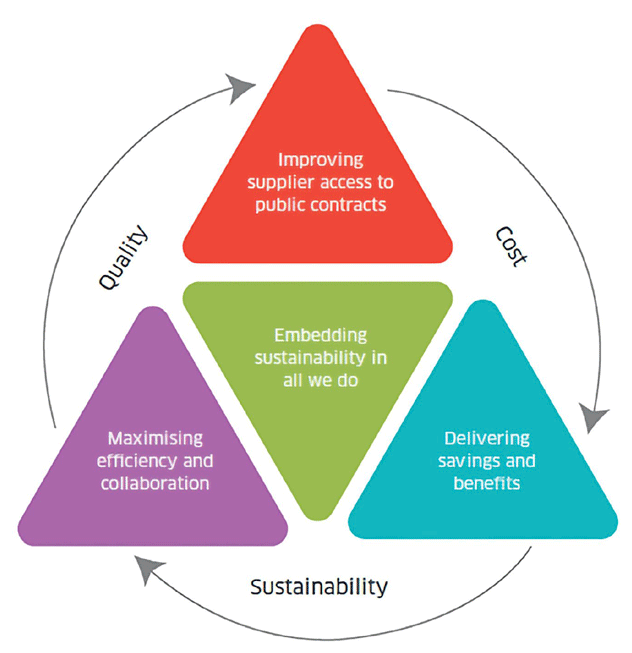 Improving
supplier access to
public contracts
Quality
Cost
Embedding
sustainability in
all we do
Maximising
efficiency and
collaboration
Delivering
savings and
benefits
Sustainability